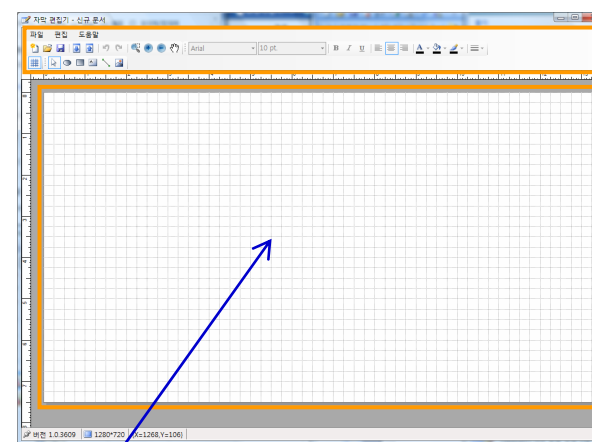 자막 편집기 - 신규 문서
파일 편집 도움말
Arial 10 pt. B I U A
버전 1.0.3609 1280*720 (X=1268,Y=106)